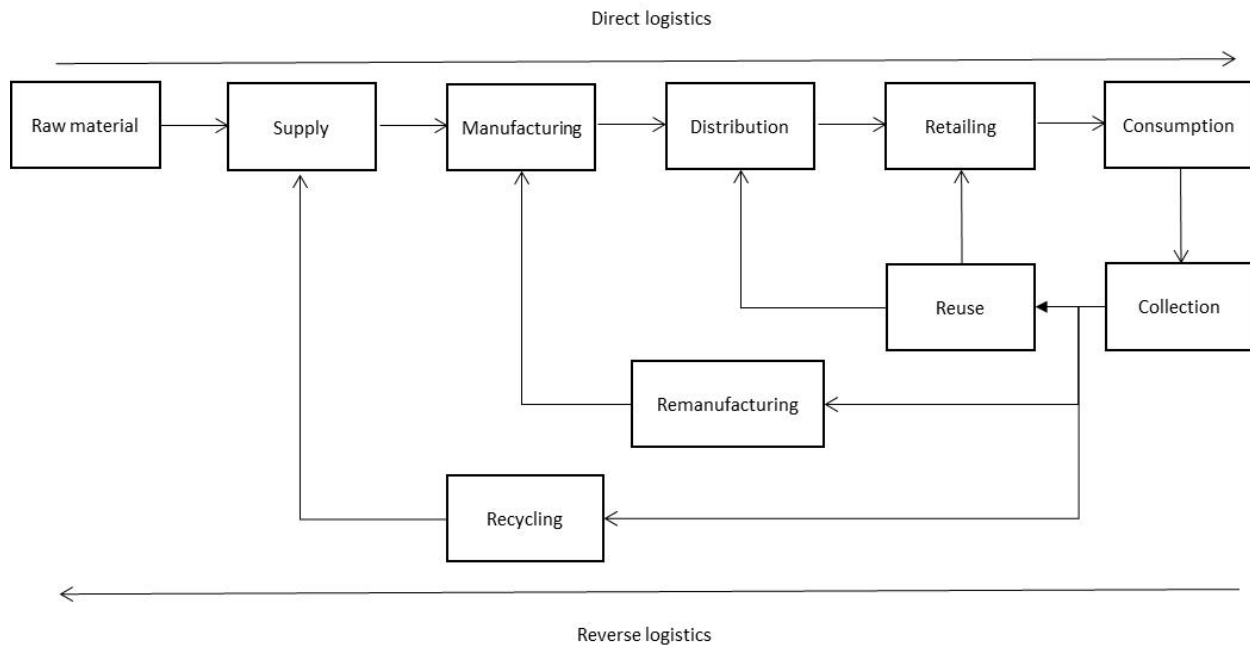 Direct logistics
Raw material
Supply
Manufacturing
Distribution
Retailing
Consumption
Reuse
Collection
Remanufacturing
Recycling
Reverse logistics